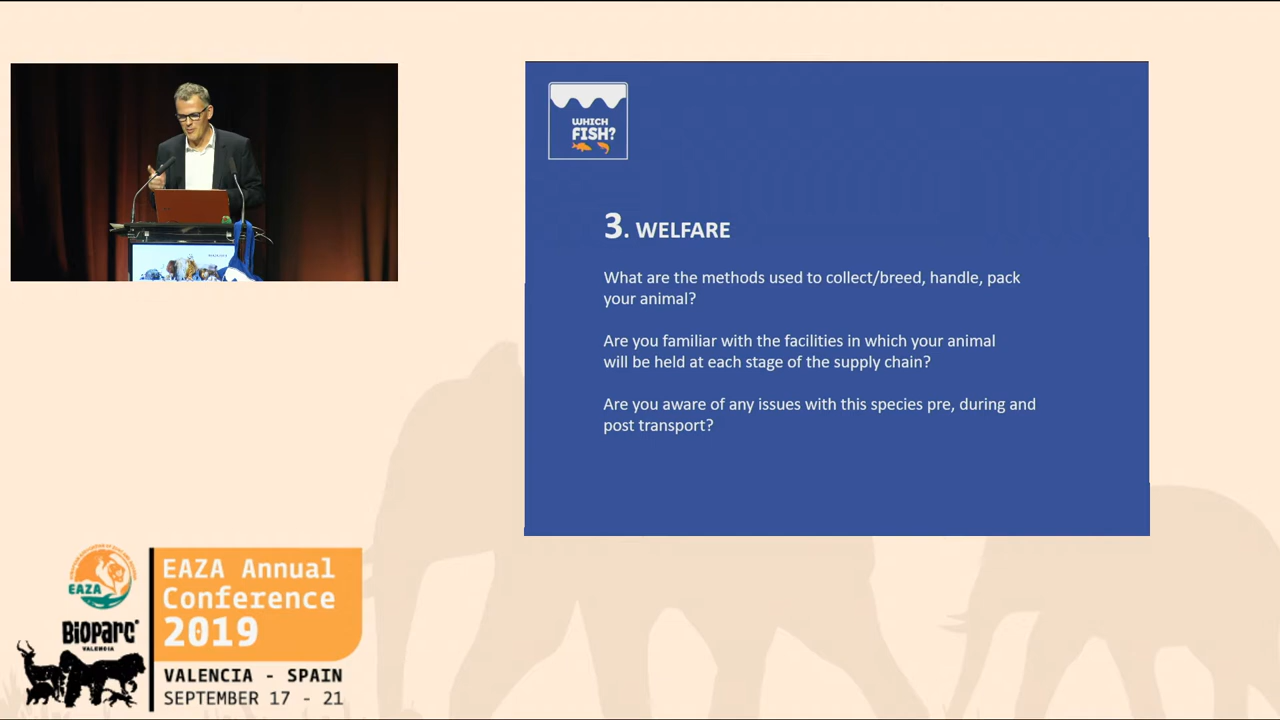 WHICH
FISH?
3. WELFARE
What are the methods used to collect/breed, handle, pack
your animal?
Are you familiar with the facilities in which your animal
will be held at each stage of the supply chain?
Are you aware of any issues with this species pre, during and
post transport?
EAZA
BIOPARC
VALENCIA
EAZA Annual
Conference
2019
VALENCIA - SPAIN
SEPTEMBER 17 - 21